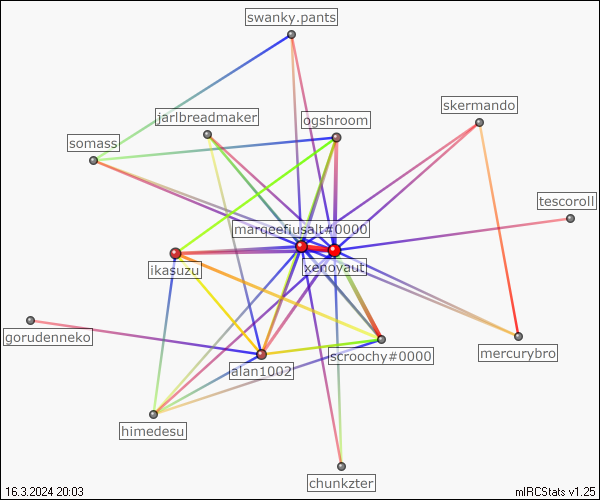 swanky.pants
skermando
jarlbreadmaker
ogshroom
somass
tescoroll
marqeefiusalt#0000
xenoyaut
ikasuzu
gorudenneko
scroochy#0000
mercurybro
alan1002
himedesu
chunkzter
16.3.2024 20:03
mIRCStats v1.25